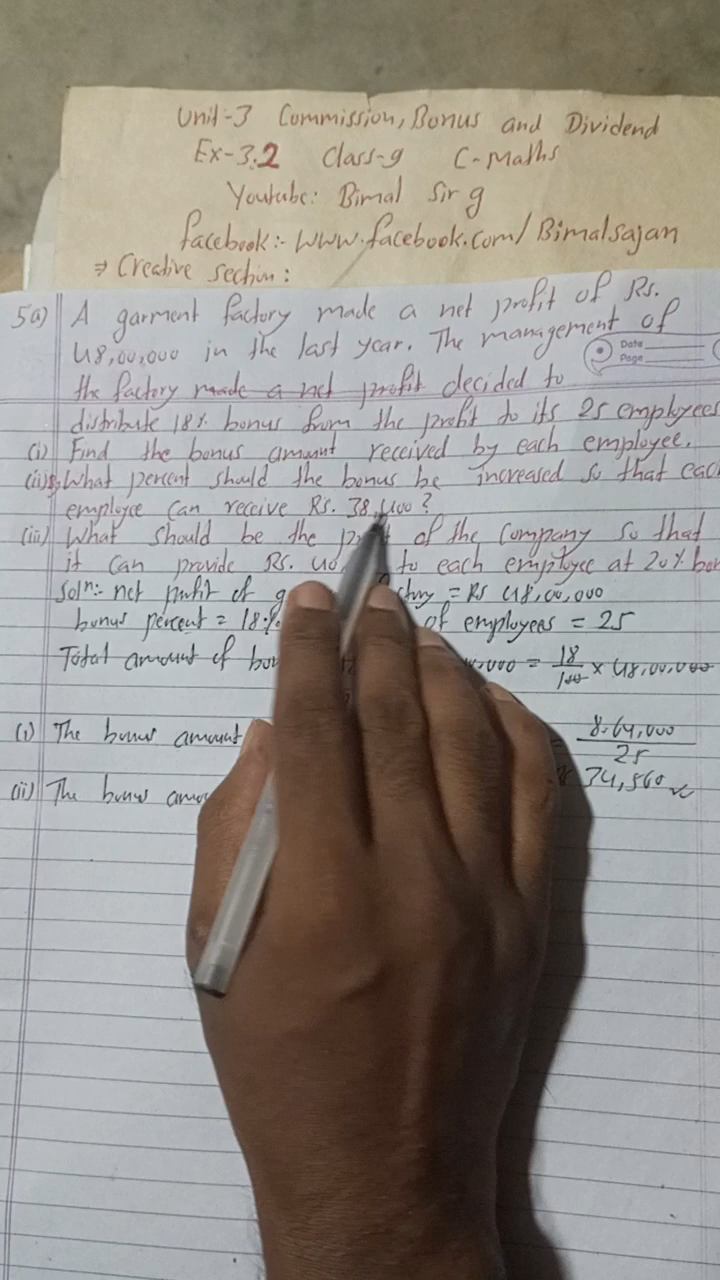 Unit-3 Commission, Bonus and Dividend
Ex-3.2 Class-9 C-Maths
Youtube: Bimal Sir g
facebook:- www.facebook.com/Bimalsajan
⇒ Creative section:
5a) A garment factory made a net profit of Rs.
48,00,000 in the last year. The management of
Date
Page
the factory made a net profit decided to
distribute 18% bonus from the profit to its 25 employees
(i) Find the bonus amount received by each employee.
(ii) What percent should the bonus be increased so that each
employee can receive Rs. 38,400?
(iii) What should be the of the Company so that
it can provide Rs. to each employee at 20%
Soln:- net profit of = Rs 48,00,000
bonus percent = 18% of employees = 25
Total amount of = 18/100 × 48,00,000
(i) The bonus amount = 8,64,000/25
34,560
(ii) The bonus